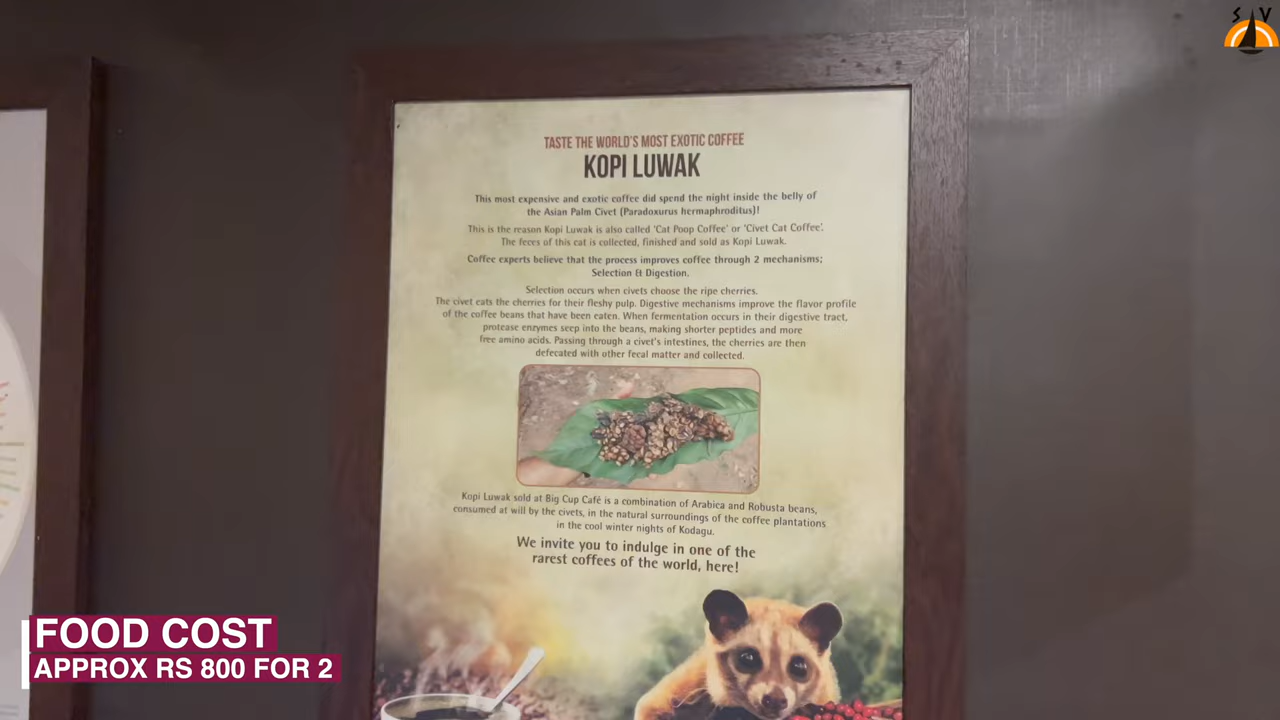 S V
TASTE THE WORLD'S MOST EXOTIC COFFEE
KOPI LUWAK
This most expensive and exotic coffee did spend the night inside the belly of
the Asian Palm Civet (Paradoxurus hermaphroditus)!
This is the reason Kopi Luwak is also called 'Cat Poop Coffee' or 'Civet Cat Coffee'.
The feces of this cat is collected, finished and sold as Kopi Luwak.
Coffee experts believe that the process improves coffee through 2 mechanisms;
Selection & Digestion.
Selection occurs when civets choose the ripe cherries.
The civet eats the cherries for their fleshy pulp. Digestive mechanisms improve the flavor profile
of the coffee beans that have been eaten. When fermentation occurs in their digestive tract,
protease enzymes seep into the beans, making shorter peptides and more
free amino acids. Passing through a civet's intestines, the cherries are then
defecated with other fecal matter and collected.
Kopi Luwak sold at Big Cup Café is a combination of Arabica and Robusta beans,
consumed at will by the civets, in the natural surroundings of the coffee plantations
in the cool winter nights of Kodagu.
We invite you to indulge in one of the
rarest coffees of the world, here!
FOOD COST
APPROX RS 800 FOR 2